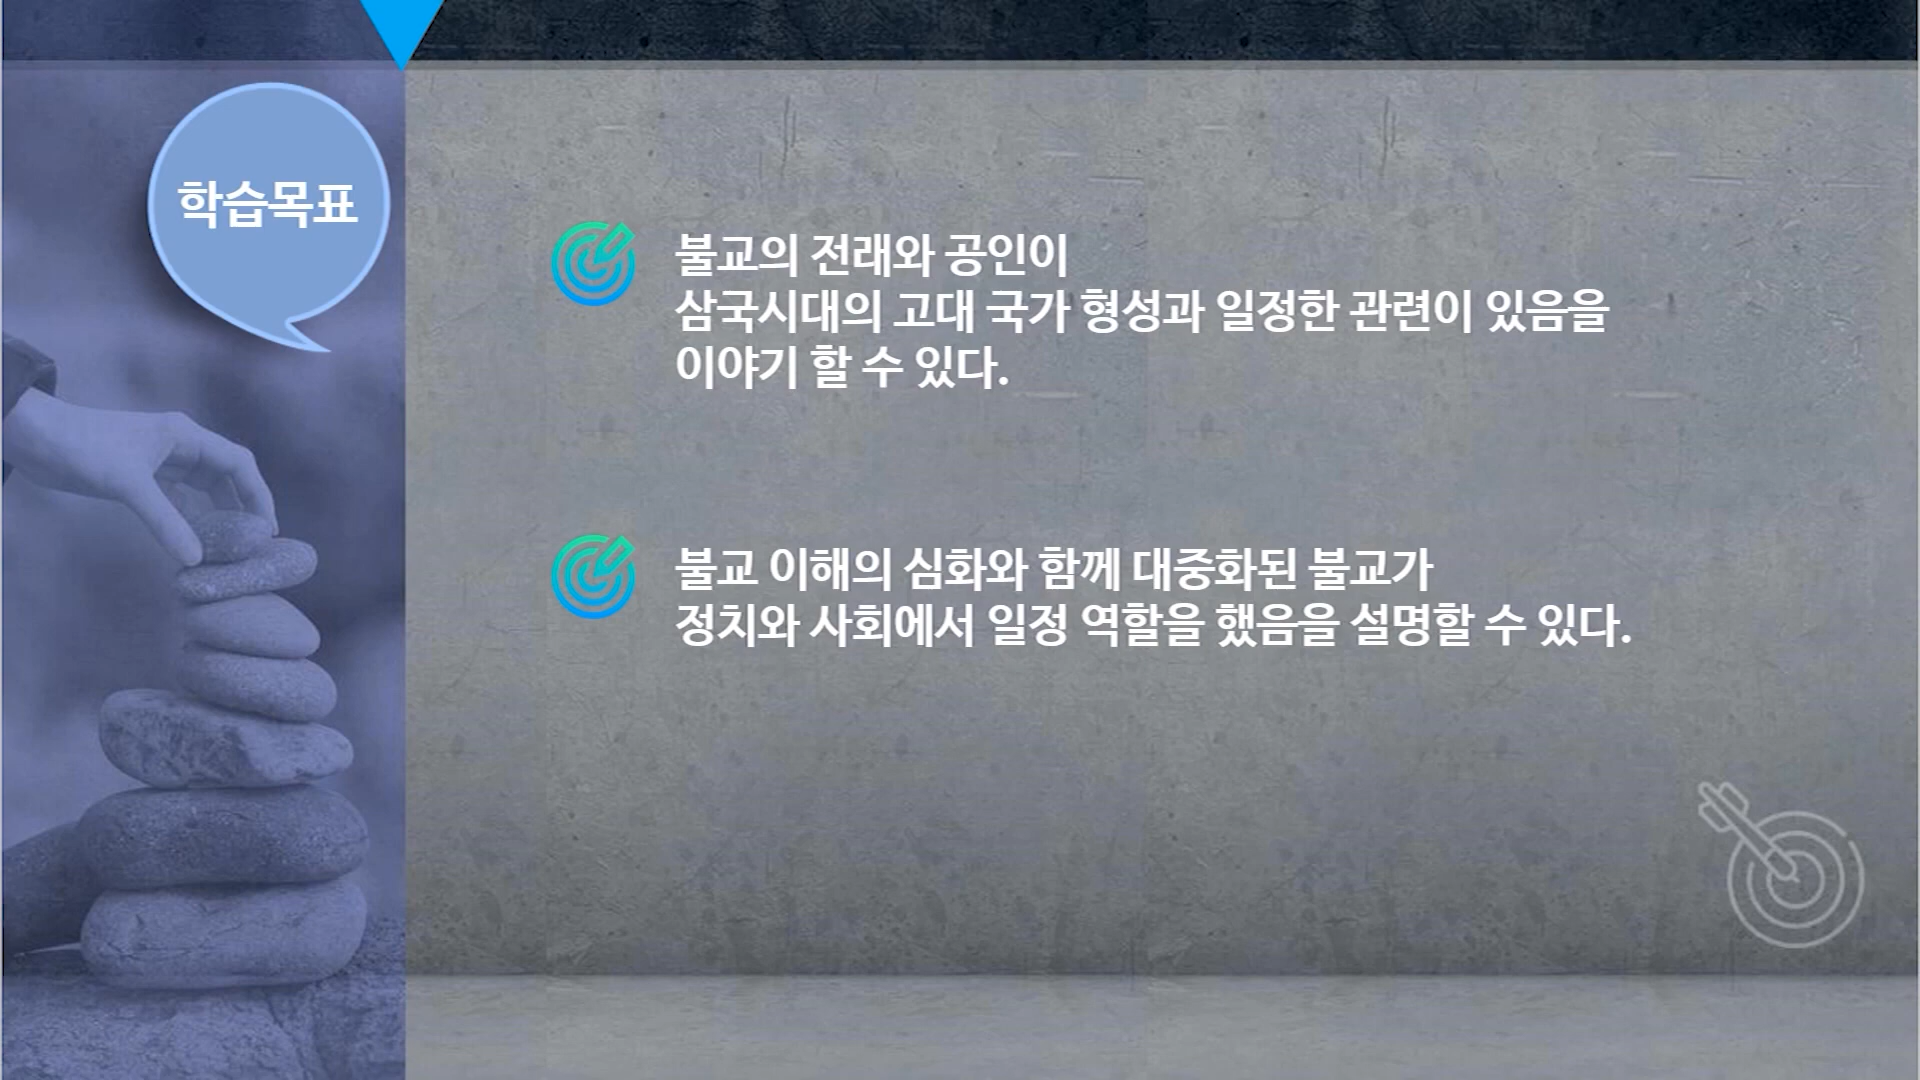 학습목표
불교의 전래와 공인이
삼국시대의 고대 국가 형성과 일정한 관련이 있음을
이야기 할 수 있다.
불교 이해의 심화와 함께 대중화된 불교가
정치와 사회에서 일정 역할을 했음을 설명할 수 있다.